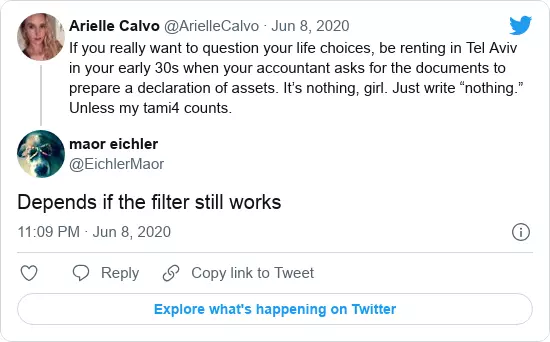 Arielle Calvo @ArielleCalvo · Jun 8, 2020
If you really want to question your life choices, be renting in Tel Aviv
in your early 30s when your accountant asks for the documents to
prepare a declaration of assets. It’s nothing, girl. Just write “nothing.”
Unless my tami4 counts.
maor eichler
@EichlerMaor
Depends if the filter still works
11:09 PM · Jun 8, 2020
Reply
Copy link to Tweet
Explore what's happening on Twitter